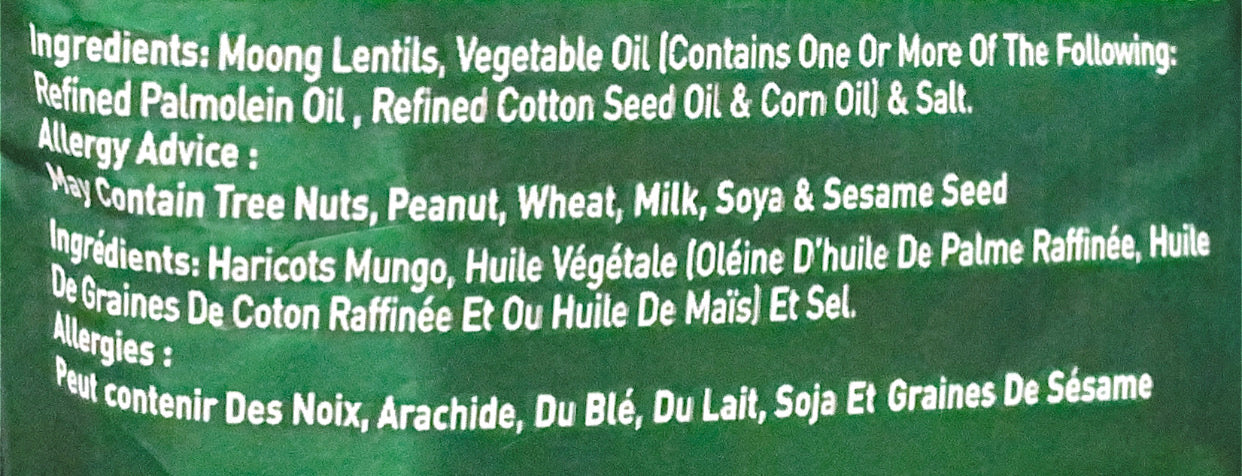 Ingredients: Moong Lentils, Vegetable Oil (Contains One Or More Of The Following:
Refined Palmolein Oil , Refined Cotton Seed Oil & Corn Oil) & Salt.
Allergy Advice :
May Contain Tree Nuts, Peanut, Wheat, Milk, Soya & Sesame Seed
Ingrédients: Haricots Mungo, Huile Végétale (Oléine D'huile De Palme Raffinée, Huile
De Graines De Coton Raffinée Et Ou Huile De Maïs) Et Sel.
Allergies :
Peut contenir Des Noix, Arachide, Du Blé, Du Lait, Soja Et Graines De Sésame